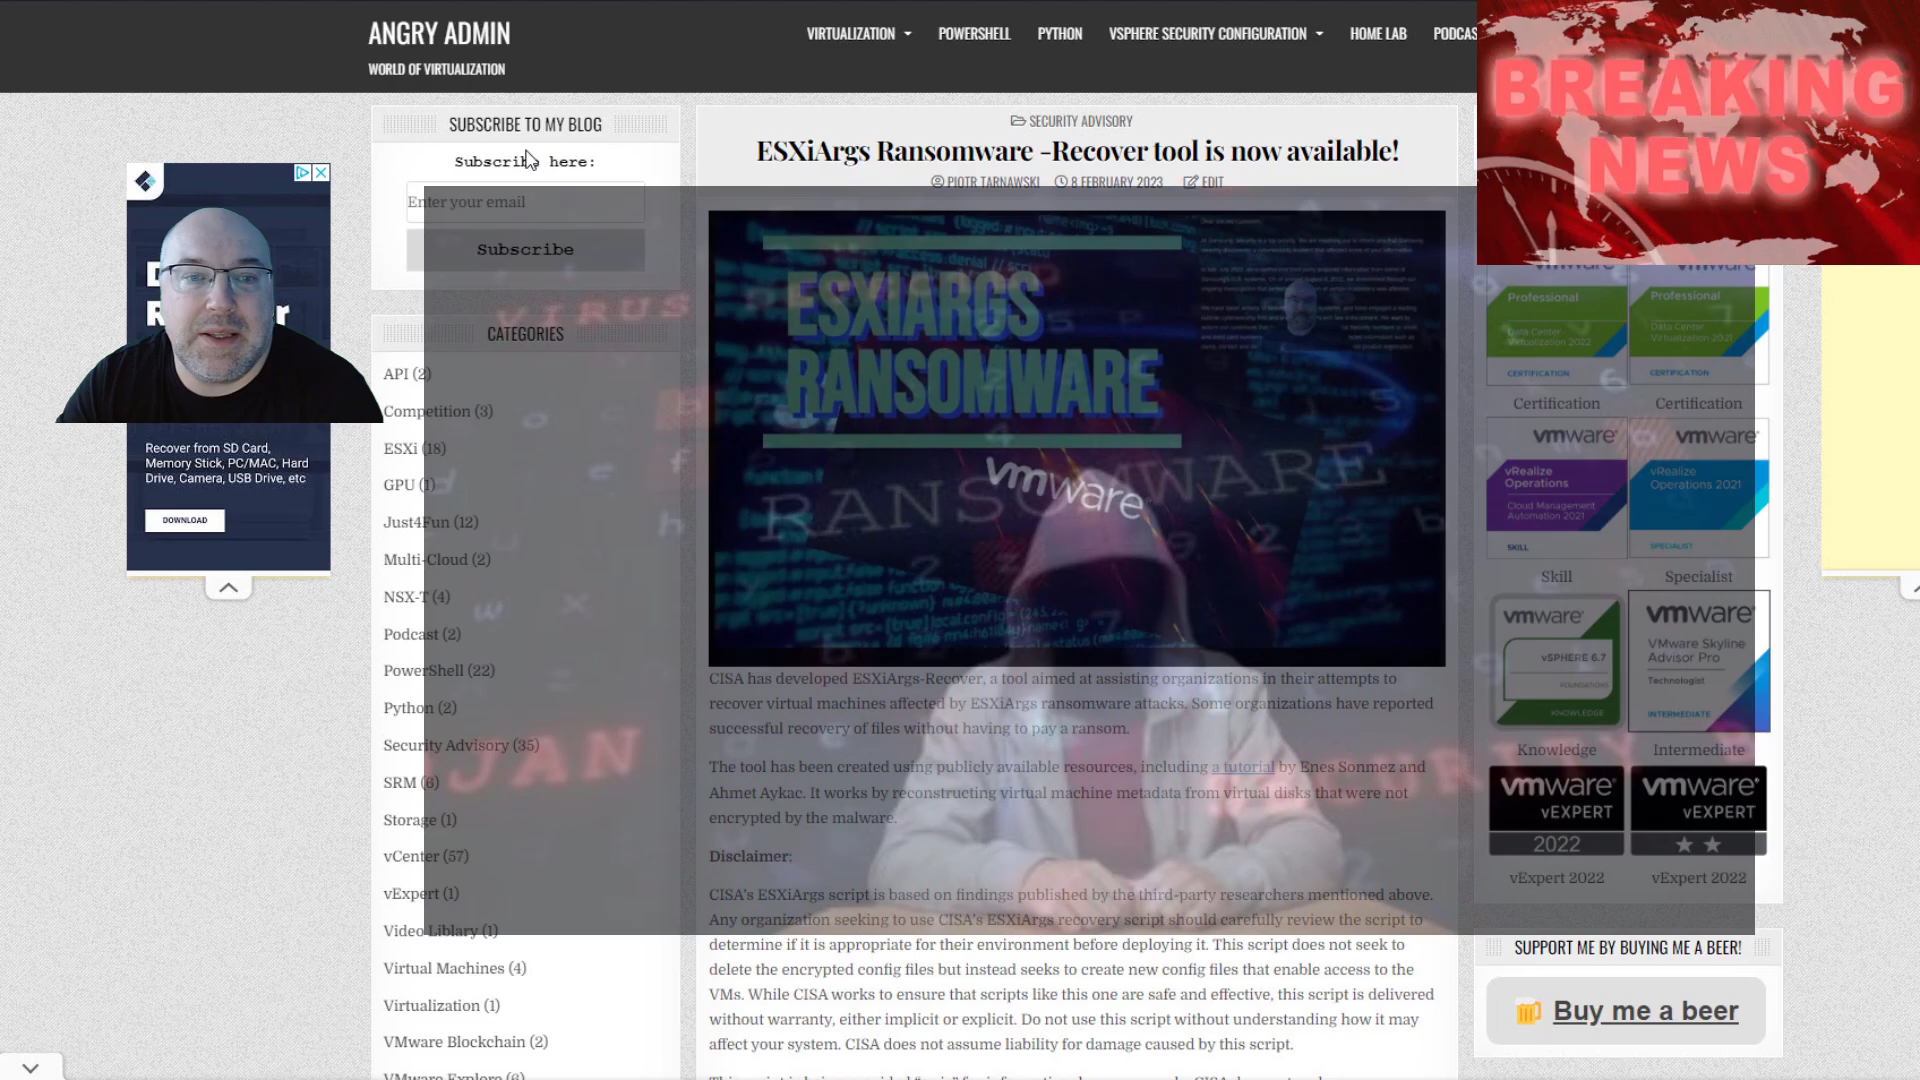 ANGRY ADMIN
WORLD OF VIRTUALIZATION
VIRTUALIZATION
POWERSHELL
PYTHON
VSPHERE SECURITY CONFIGURATION
HOME LAB
BREAKING
NEWS
SUBSCRIBE TO MY BLOG
Subscribe here:
Enter your email
Subscribe
CATEGORIES
API (2)
Competition (3)
ESXi (18)
GPU (1)
Just4Fun (12)
Multi-Cloud (2)
NSX-T (4)
Podcast (2)
PowerShell (22)
Python (2)
Security Advisory (35)
SRM (6)
Storage (1)
vCenter (57)
vExpert (1)
Video Library (1)
Virtual Machines (4)
Virtualization (1)
VMware Blockchain (2)
VMware Explore (6)
Recover from SD Card,
Memory Stick, PC/MAC, Hard
Drive, Camera, USB Drive, etc
DOWNLOAD
SECURITY ADVISORY
ESXiArgs Ransomware -Recover tool is now available!
PIOTR TARNAWSKI 8 FEBRUARY 2023 EDIT
ESXIARGS
RANSOMWARE
vmware
RANSOMWARE
VIRUS
CISA has developed ESXiArgs-Recover, a tool aimed at assisting organizations in their attempts to
recover virtual machines affected by ESXiArgs ransomware attacks. Some organizations have reported
successful recovery of files without having to pay a ransom.
The tool has been created using publicly available resources, including a tutorial by Enes Sonmez and
Ahmet Aykac. It works by reconstructing virtual machine metadata from virtual disks that were not
encrypted by the malware.
Disclaimer:
CISA's ESXiArgs script is based on findings published by the third-party researchers mentioned above.
Any organization seeking to use CISA's ESXiArgs recovery script should carefully review the script to
determine if it is appropriate for their environment before deploying it. This script does not seek to
delete the encrypted config files but instead seeks to create new config files that enable access to the
VMs. While CISA works to ensure that scripts like this one are safe and effective, this script is delivered
without warranty, either implicit or explicit. Do not use this script without understanding how it may
affect your system. CISA does not assume liability for damage caused by this script.
Professional
Data Center
Virtualization 2022
CERTIFICATION
Certification
Professional
Data Center
Virtualization 2021
CERTIFICATION
Certification
vmware
vRealize
Operations
Cloud Management
Automation 2021
SKILL
Skill
vmware
vRealize
Operations 2021
SPECIALIST
Specialist
vmware
vSPHERE 6.7
FOUNDATIONS
KNOWLEDGE
Knowledge
vmware
VMware Skyline
Advisor Pro
Technologist
INTERMEDIATE
Intermediate
vmware
vEXPERT
2022
vExpert 2022
vmware
vEXPERT
★★
vExpert 2022
SUPPORT ME BY BUYING ME A BEER!
Buy me a beer